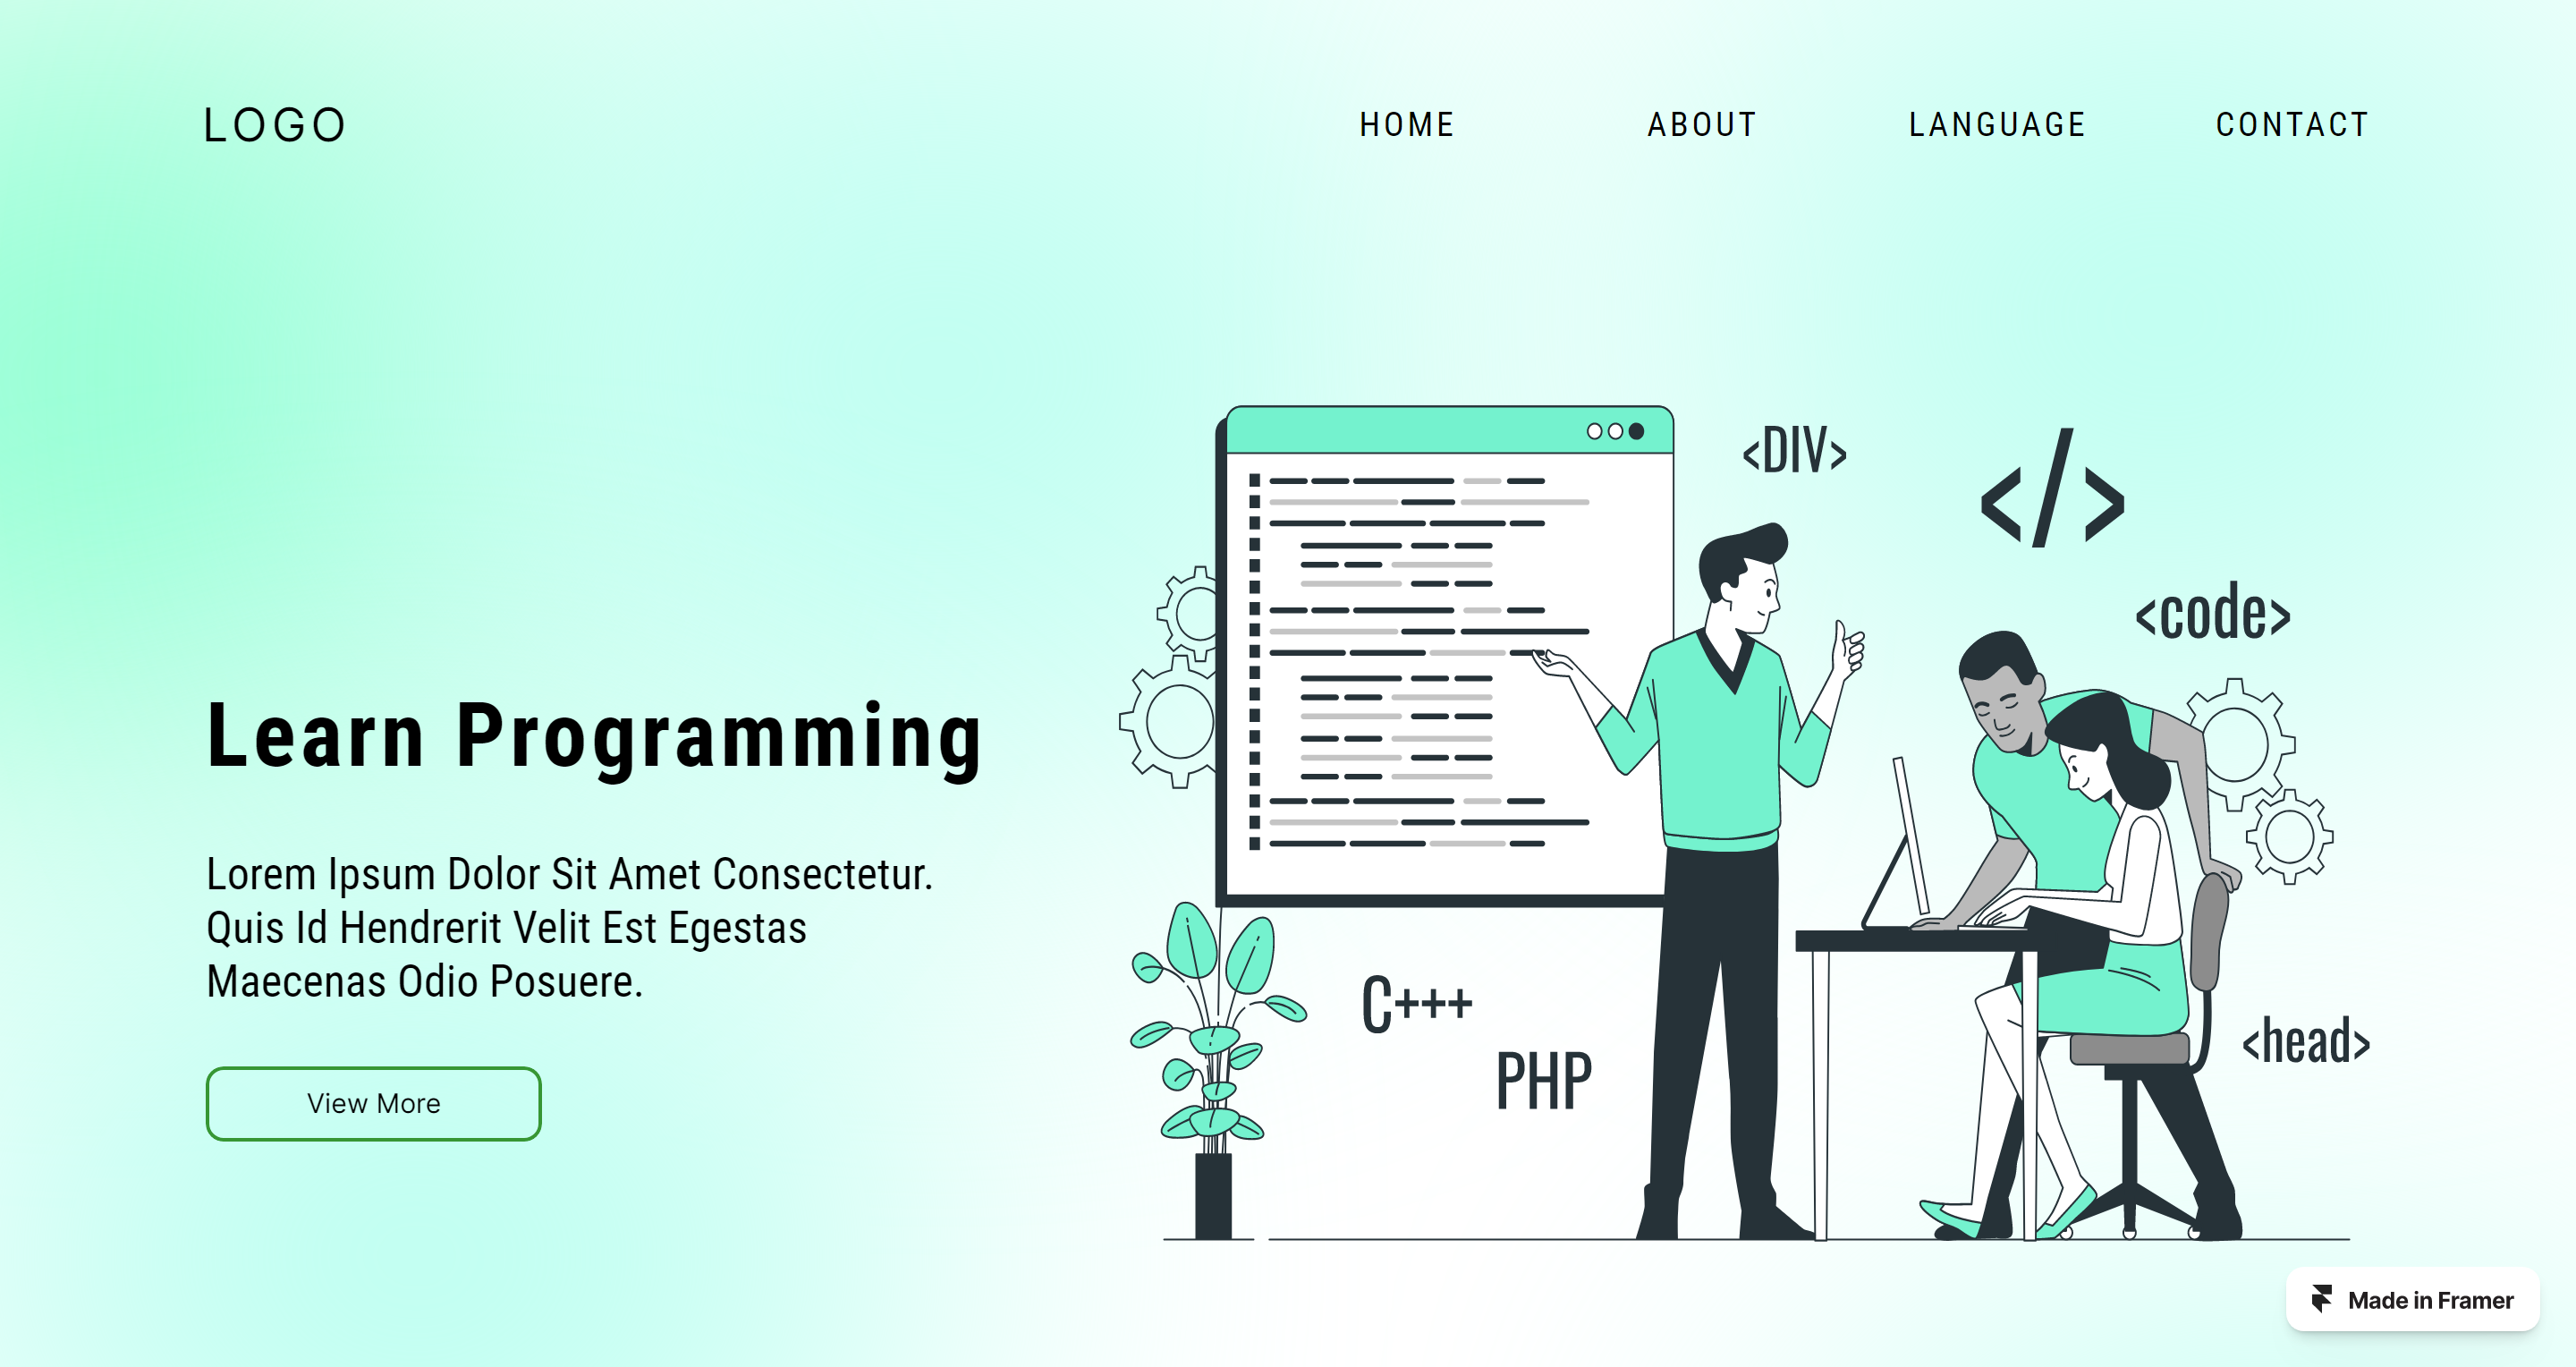 LOGO
HOME ABOUT LANGUAGE CONTACT
<DIV>
</>
<code>
Learn Programming
Lorem Ipsum Dolor Sit Amet Consectetur.
Quis Id Hendrerit Velit Est Egestas
Maecenas Odio Posuere.
View More
C+++
PHP
<head>
Made in Framer